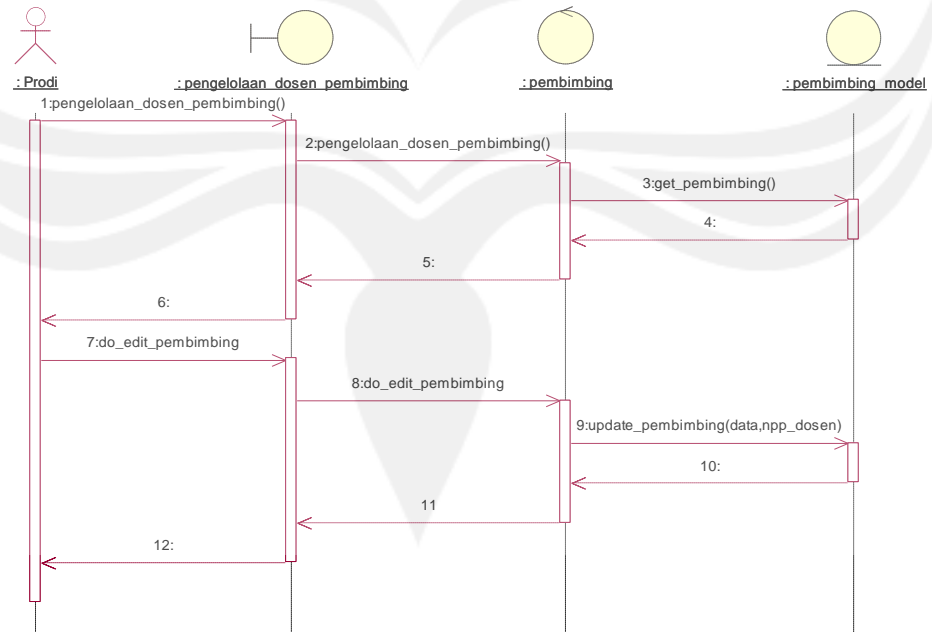 : Prodi
: pengelolaan_dosen_pembimbing
: pembimbing
: pembimbing_model
1:pengelolaan_dosen_pembimbing()
2:pengelolaan_dosen_pembimbing()
3:get_pembimbing()
4:
5:
6:
7:do_edit_pembimbing
8:do_edit_pembimbing
9:update_pembimbing(data,npp_dosen)
10:
11
12: